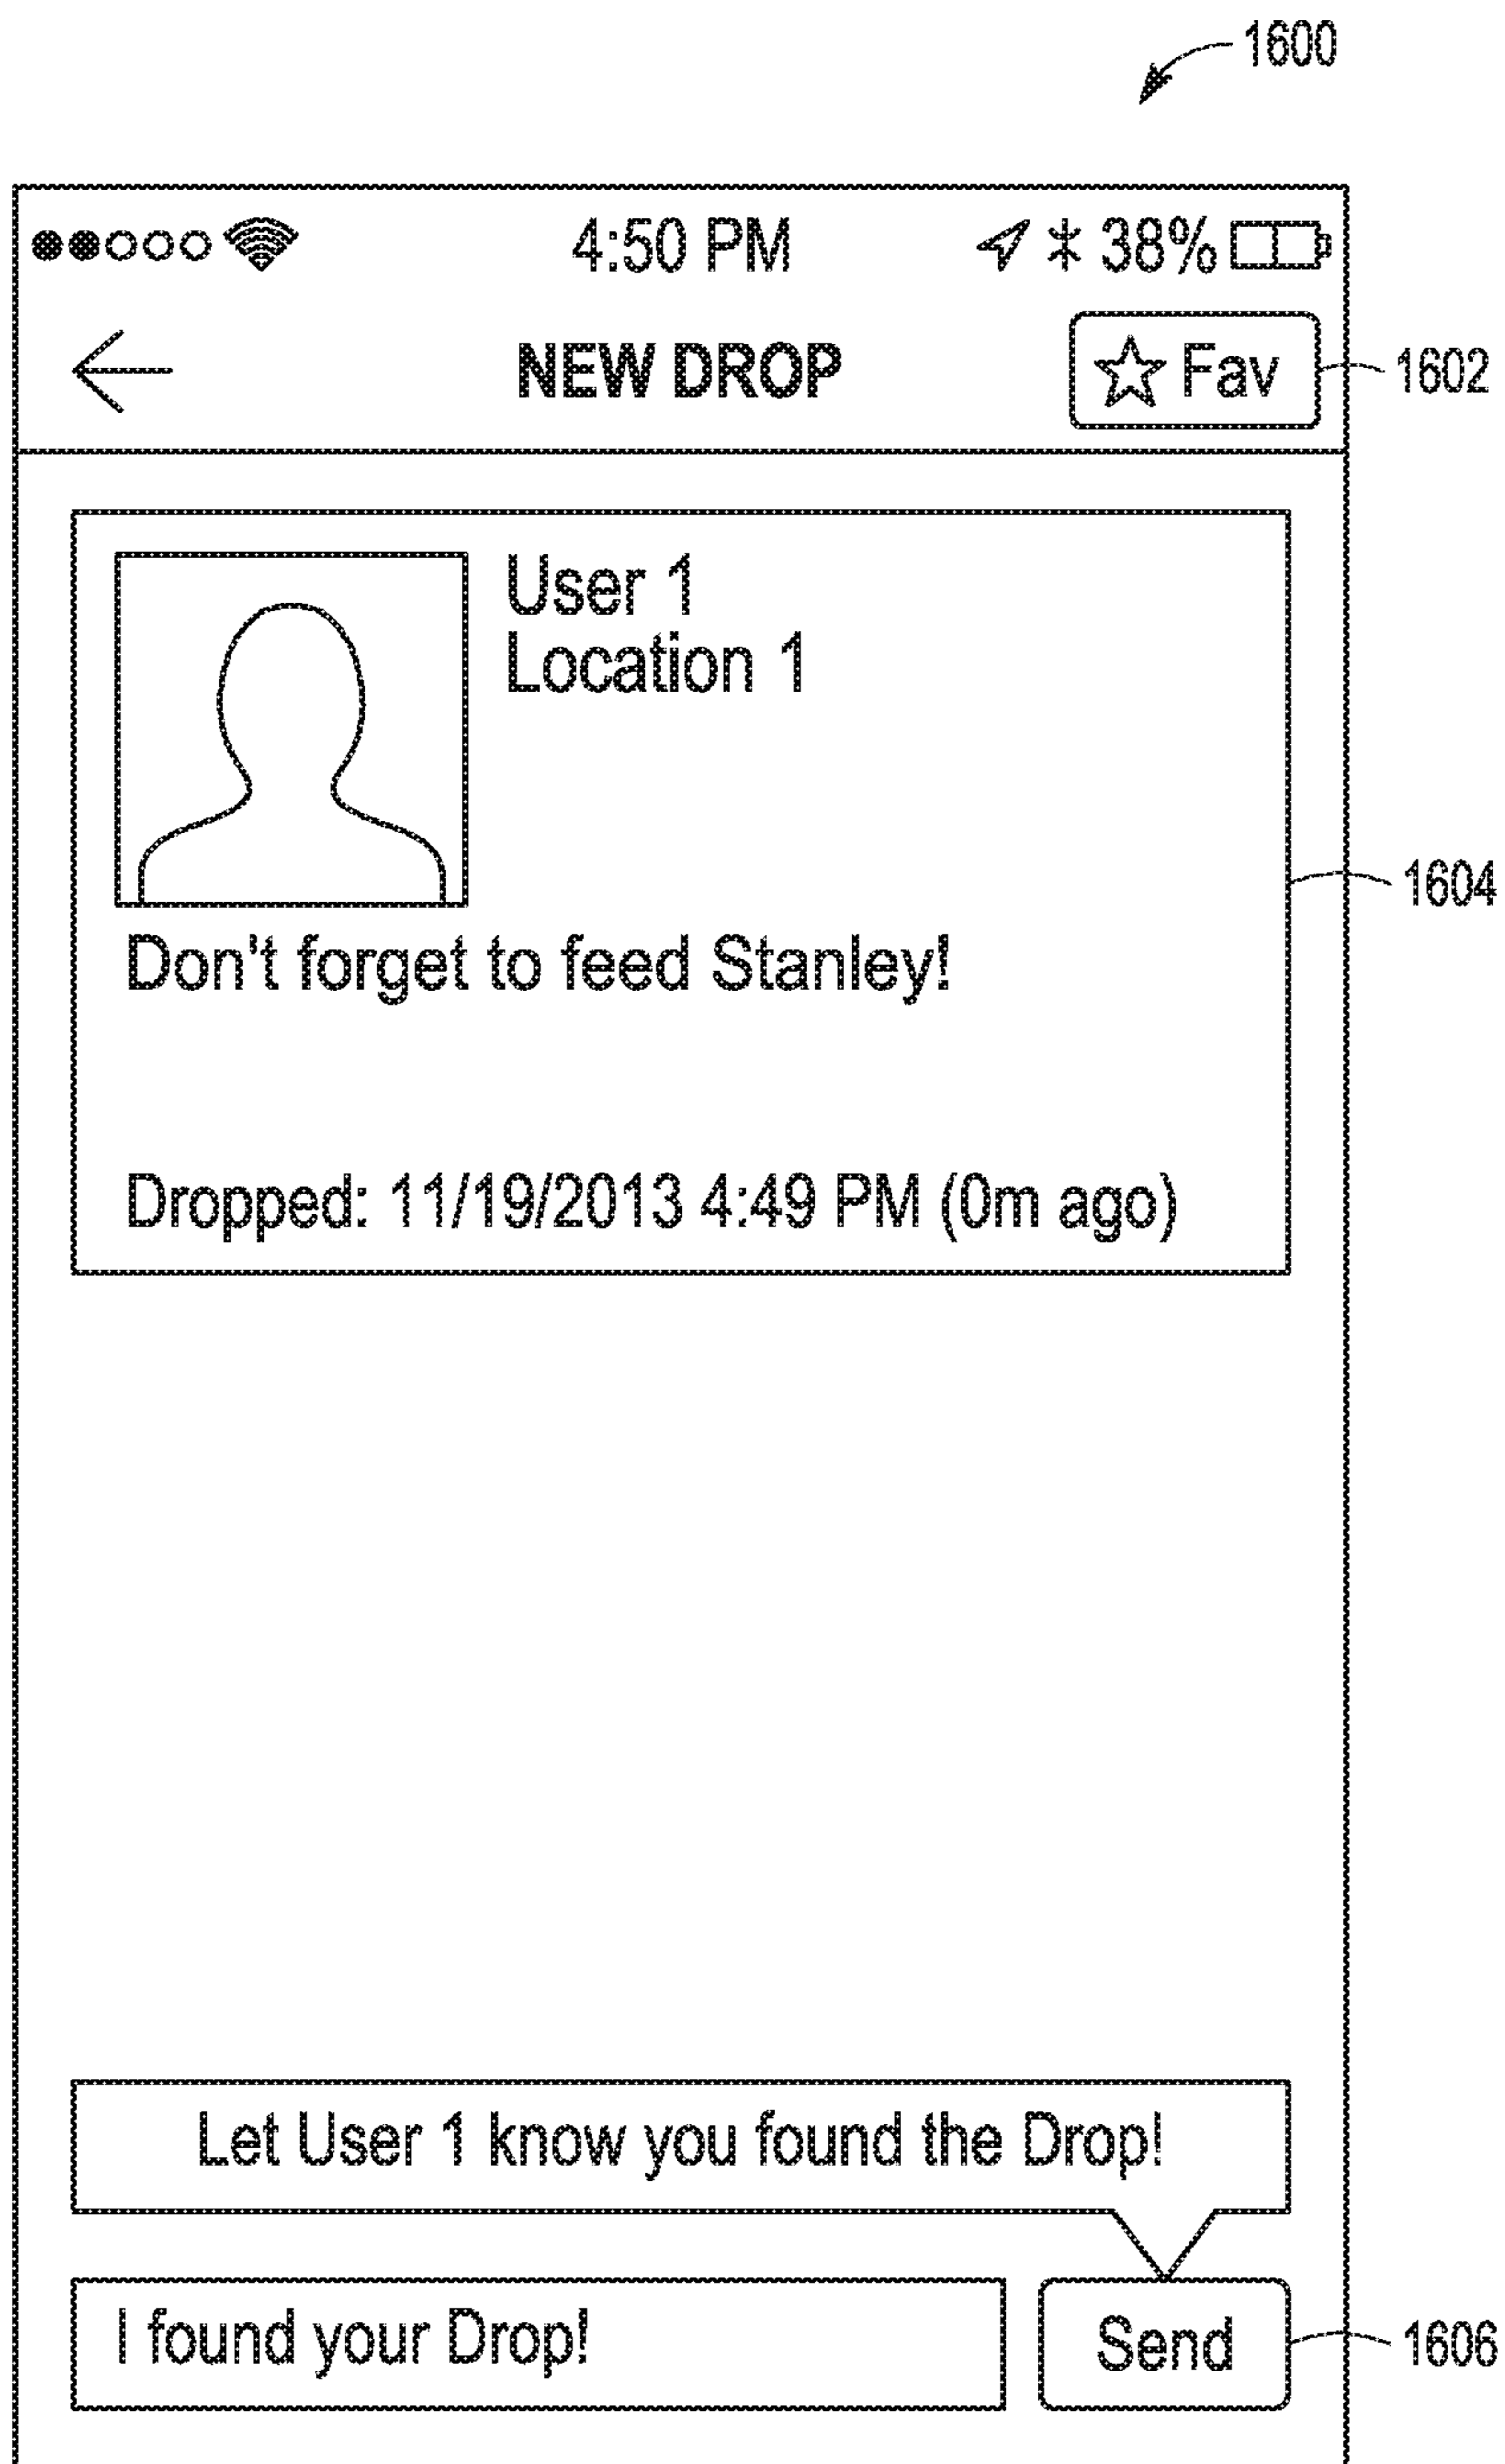 1600
4:50 PM 38%
NEW DROP Fav 1602
User 1
Location 1
1604
Don't forget to feed Stanley!
Dropped: 11/19/2013 4:49 PM (0m ago)
Let User 1 know you found the Drop!
I found your Drop! Send 1606